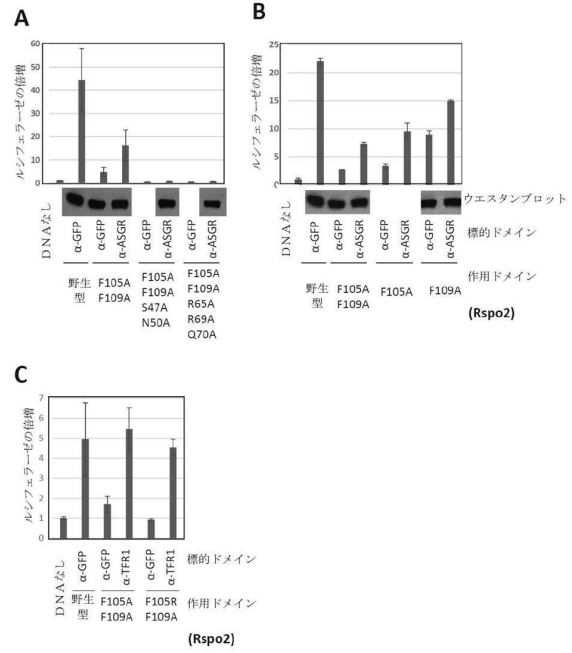 A
ルシフェラーゼの倍増
60
50
40
30
20
10
0
DNAなし
α-GFP
α-GFP
α-ASGR
α-GFP
α-ASGR
α-GFP
α-ASGR
野生型
F105A
F109A
F105A
F109A
S47A
N50A
F105A
F109A
R65A
R69A
Q70A
B
ルシフェラーゼの倍増
25
20
15
10
5
0
ウエスタンブロット
DNAなし
α-GFP
α-GFP
α-ASGR
α-GFP
α-ASGR
α-GFP
α-ASGR
標的ドメイン
野生型
F105A
F109A
F105A
F109A
作用ドメイン
(Rspo2)
C
ルシフェラーゼの倍増
7
6
5
4
3
2
1
0
DNAなし
α-GFP
α-GFP
α-TFR1
α-GFP
α-TFR1
標的ドメイン
野生型
F105A
F109A
F105R
F109A
作用ドメイン
(Rspo2)